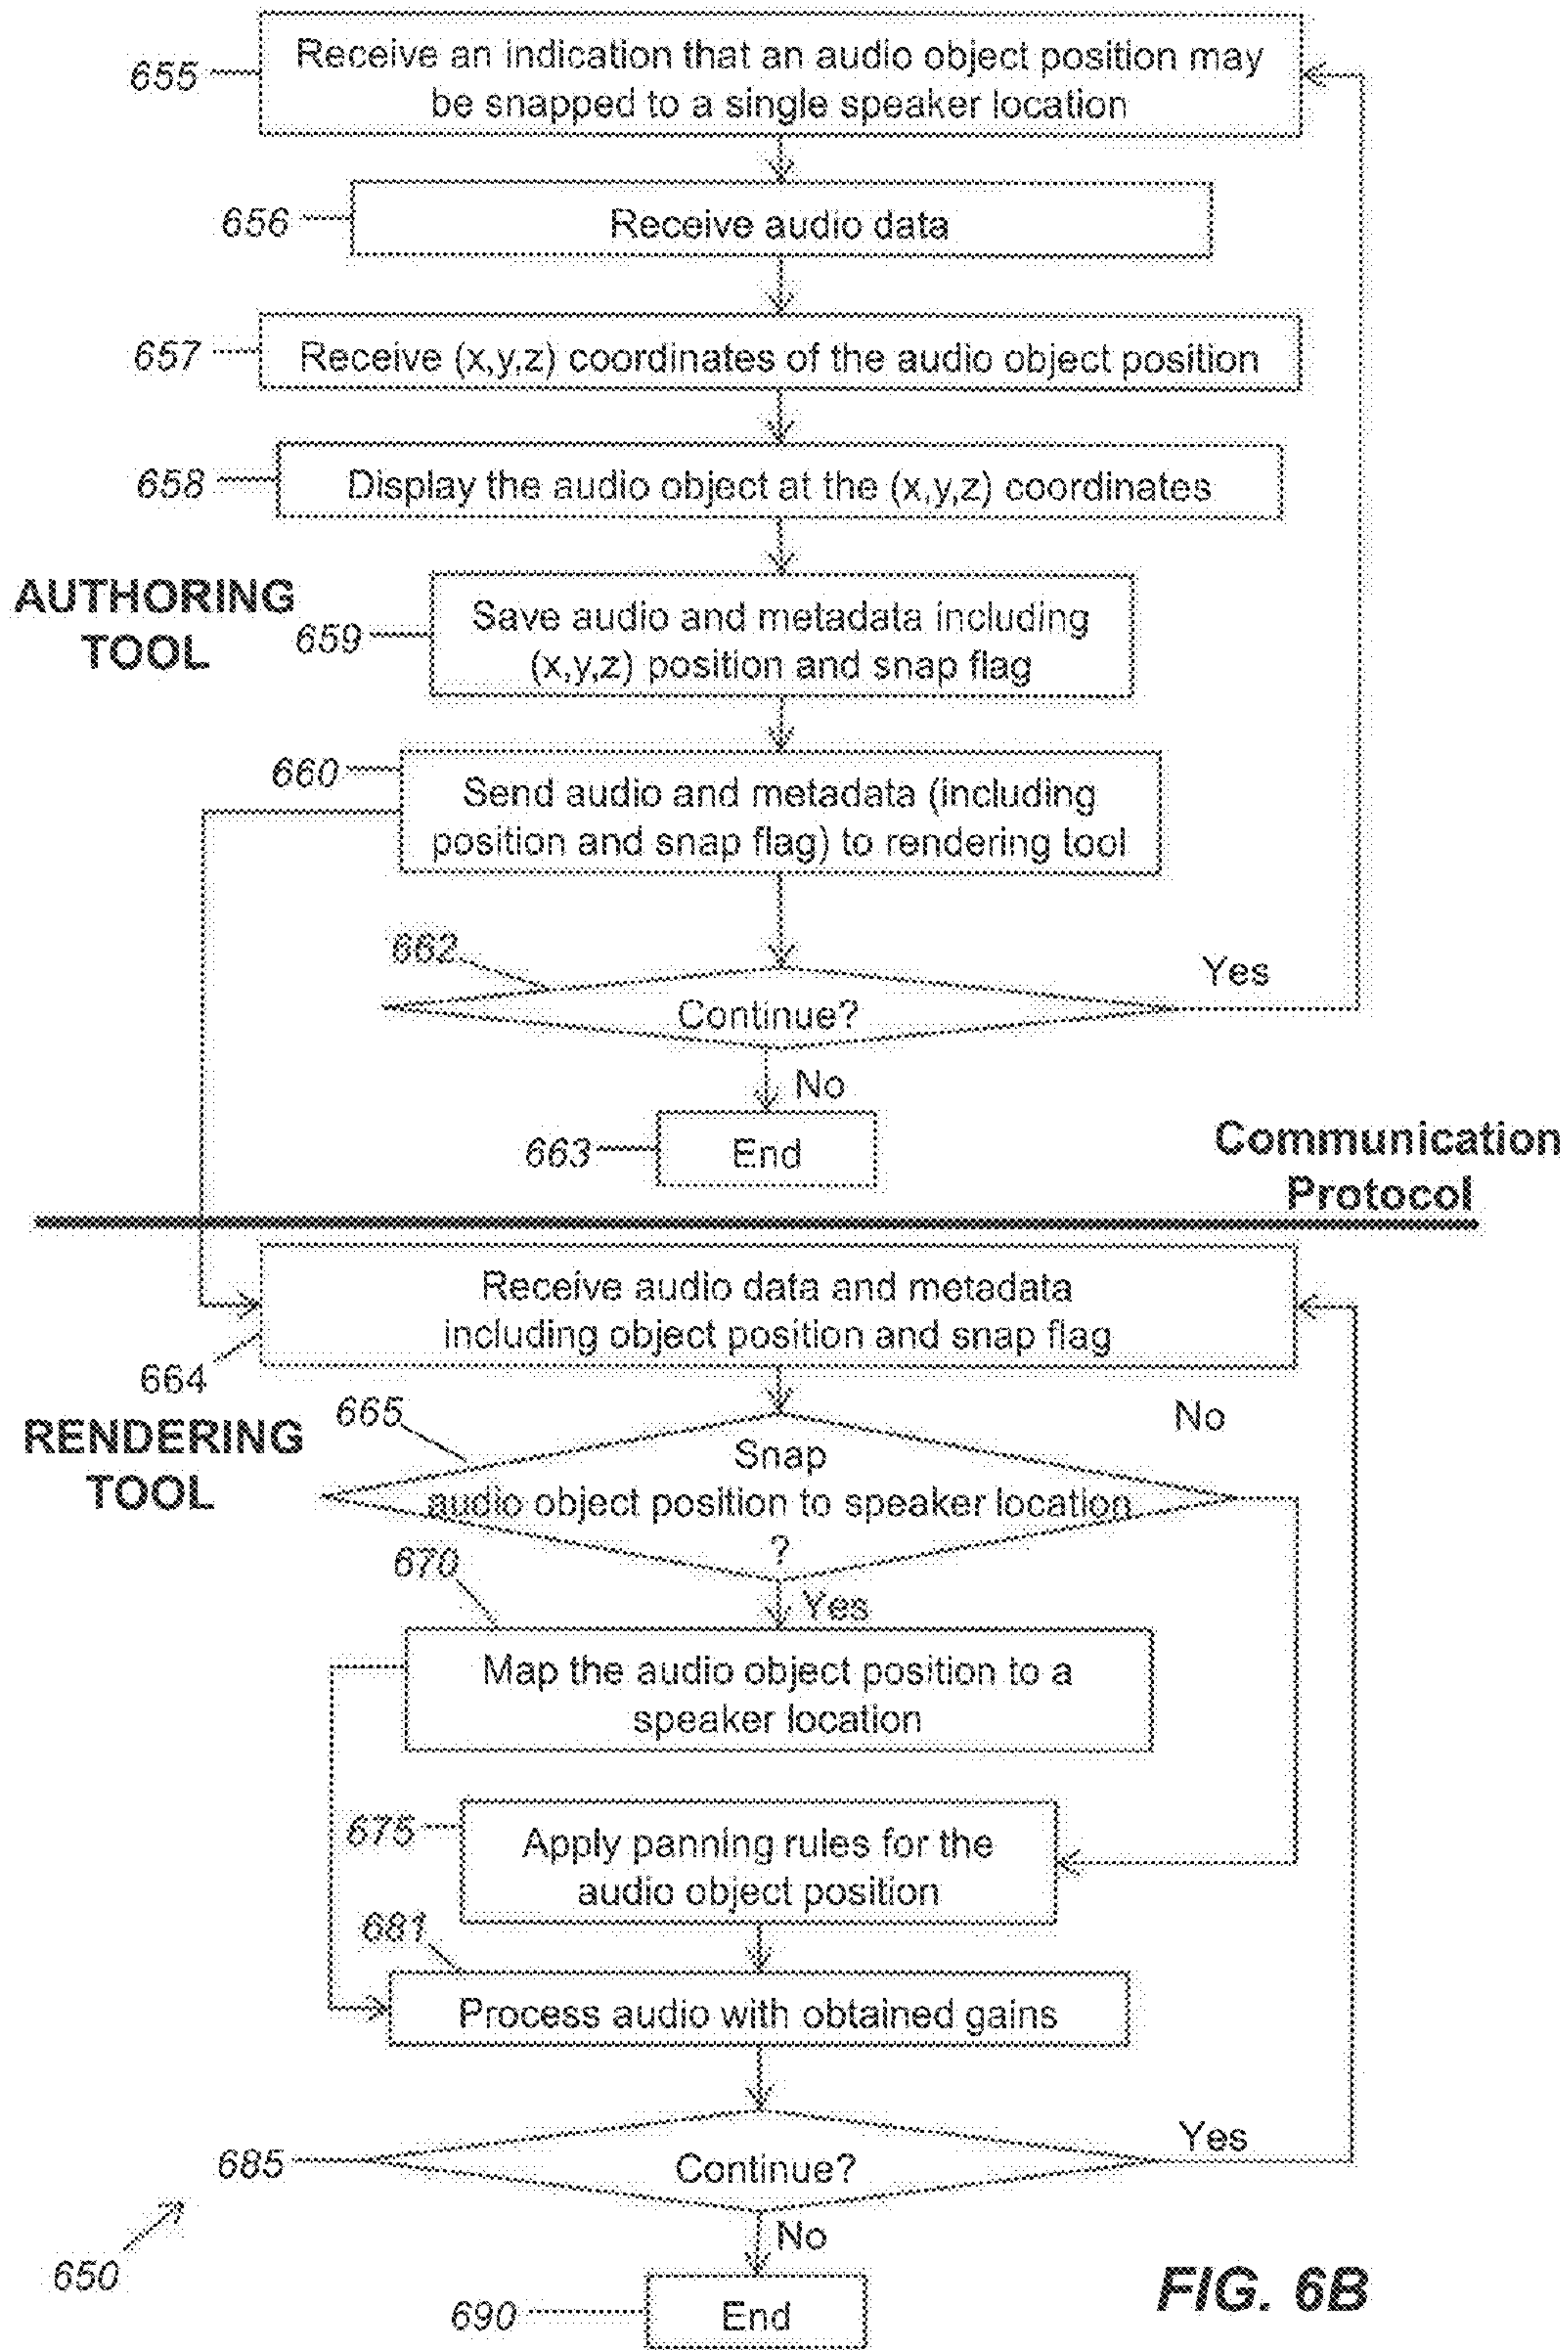 655
Receive an indication that an audio object position may
be snapped to a single speaker location
656
Receive audio data
657
Receive (x,y,z) coordinates of the audio object position
658
Display the audio object at the (x,y,z) coordinates
AUTHORING
TOOL
659
Save audio and metadata including
(x,y,z) position and snap flag
660
Send audio and metadata (including
position and snap flag) to rendering tool
662
Continue?
Yes
No
663
End
Communication
Protocol
Receive audio data and metadata
including object position and snap flag
664
RENDERING
TOOL
665
Snap
audio object position to speaker location
?
No
Yes
670
Map the audio object position to a
speaker location
675
Apply panning rules for the
audio object position
681
Process audio with obtained gains
685
Continue?
Yes
No
650
690
End
FIG. 6B